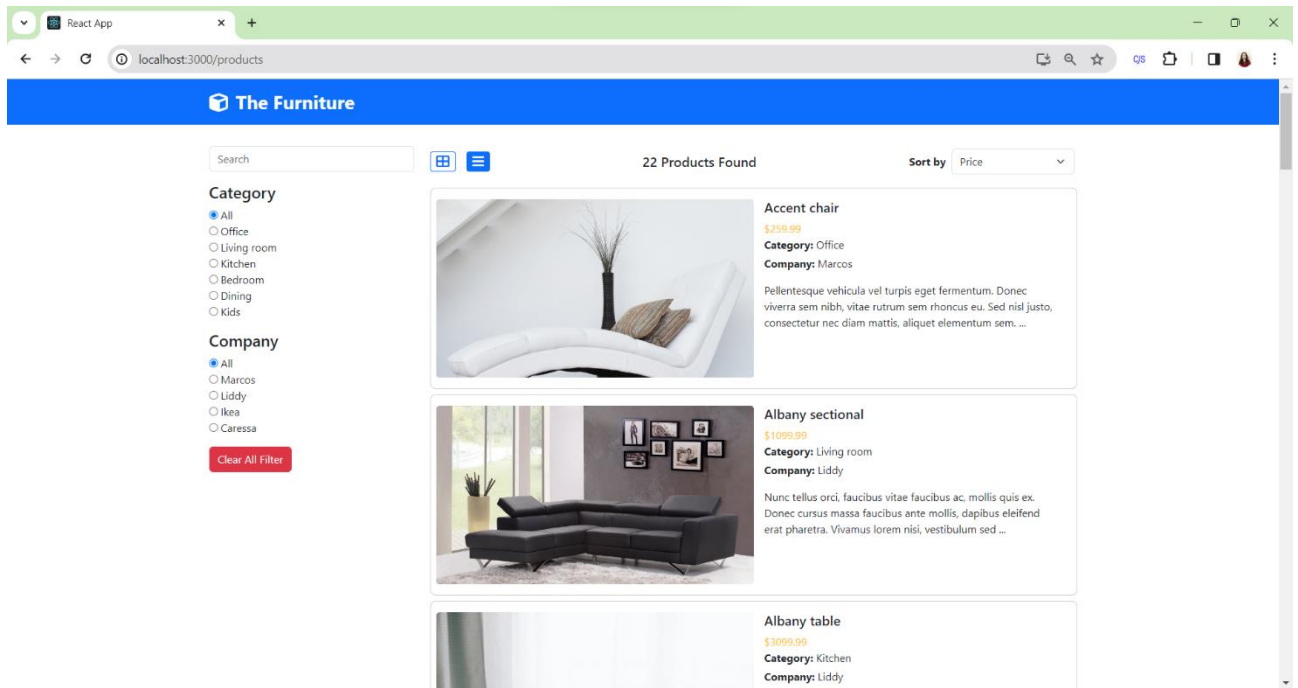 React App
localhost:3000/products
The Furniture
Search
Category
All
Office
Living room
Kitchen
Bedroom
Dining
Kids
Company
All
Marcos
Liddy
Ikea
Caressa
Clear All Filter
22 Products Found
Sort by Price
Accent chair
$259.99
Category: Office
Company: Marcos
Pellentesque vehicula vel turpis eget fermentum. Donec
viverra sem nibh, vitae rutrum sem rhoncus eu. Sed nisl justo,
consectetur nec diam mattis, aliquet elementum sem. ...
Albany sectional
$1099.99
Category: Living room
Company: Liddy
Nunc tellus orci, faucibus vitae faucibus ac, mollis quis ex.
Donec cursus massa faucibus ante mollis, dapibus eleifend
erat pharetra. Vivamus lorem nisi, vestibulum sed ...
Albany table
$3099.99
Category: Kitchen
Company: Liddy